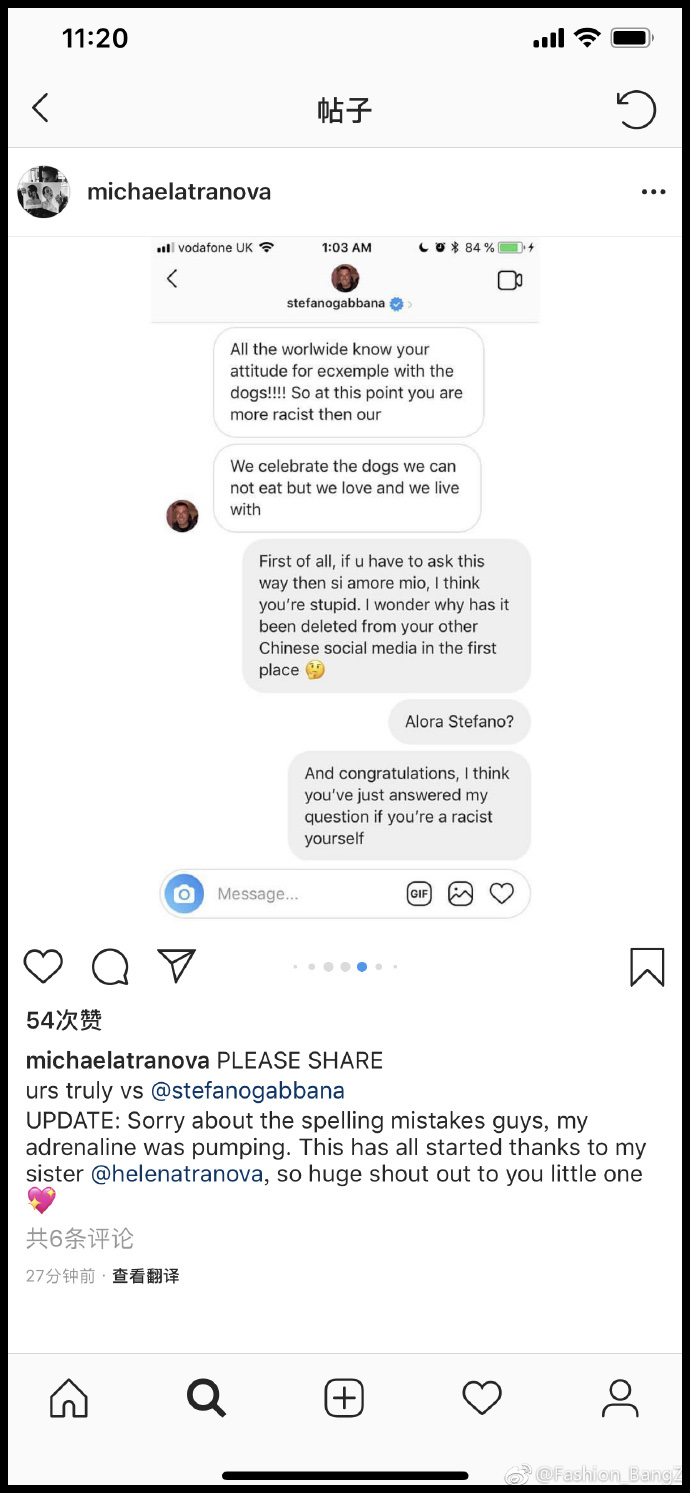 11:20
帖子
michaelatranova
vodafone UK
1:03 AM
84 %
stefanogabbana
All the worlwide know your
attitude for ecxemple with the
dogs!!!! So at this point you are
more racist then our
We celebrate the dogs we can
not eat but we love and we live
with
First of all, if u have to ask this
way then si amore mio, I think
you're stupid. I wonder why has it
been deleted from your other
Chinese social media in the first
place 🤔
Alora Stefano?
And congratulations, I think
you've just answered my
question if you're a racist
yourself
Message...
GIF
54次赞
michaelatranova PLEASE SHARE
urs truly vs @stefanogabbana
UPDATE: Sorry about the spelling mistakes guys, my
adrenaline was pumping. This has all started thanks to my
sister @helenatranova, so huge shout out to you little one
💖
共6条评论
27分钟前 · 查看翻译
@Fashion_BangZ